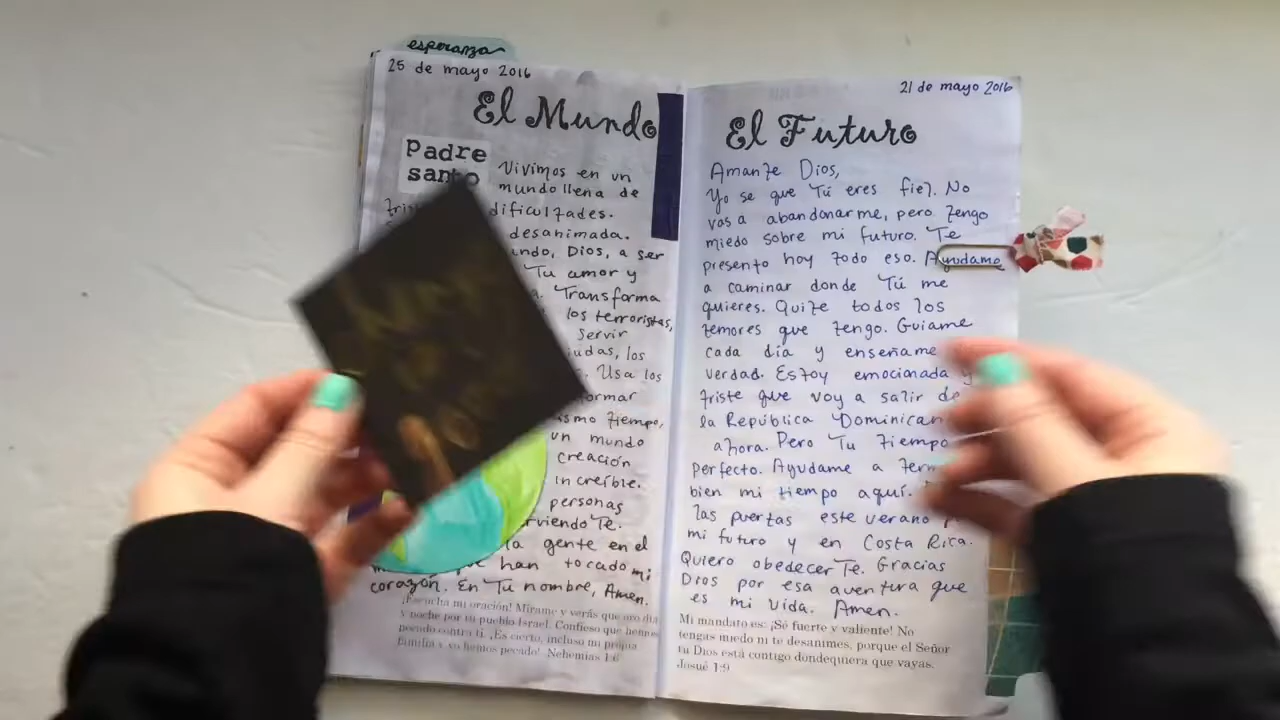 esperanza
25 de mayo 2016
El Mundo
Padre
santo
Vivimos en un
mundo llena de
dificultades.
desanimada.
Dios, a ser
Tu amor y
Transforma
los terroristas,
servir
los
Usa los
tiempo,
un mundo
creación
increíble.
personas
Te.
la gente en el
han tocado mi
corazón. En Tu nombre, Amen.
¡Escucha mi oración! Mírame y verás que oro día
y noche por tu pueblo Israel. Confieso que hemos
pecado contra ti. ¡Es cierto, incluso mi propia
familia y yo hemos pecado! Nehemías 1:6
21 de mayo 2016
El Futuro
Amante Dios,
Yo se que Tú eres fiel. No
vas a abandonarme, pero tengo
miedo sobre mi futuro. Te
presento hoy todo eso. Ayudame
a caminar donde Tú me
quieres. Quite todos los
temores que tengo. Guiame
cada día y enseñame
verdad. Estoy emocionada y
triste que voy a salir de
la República Dominican
ahora. Pero Tu tiempo
perfecto. Ayudame a
bien mi tiempo aquí.
las puertas este verano
mi futuro y en Costa Rica.
Quiero obedecerTe. Gracias
Dios por esa aventura que
es mi vida. Amen.
Mi mandato es: ¡Sé fuerte y valiente! No
tengas miedo ni te desanimes, porque el Señor
tu Dios está contigo dondequiera que vayas.
Josué 1:9